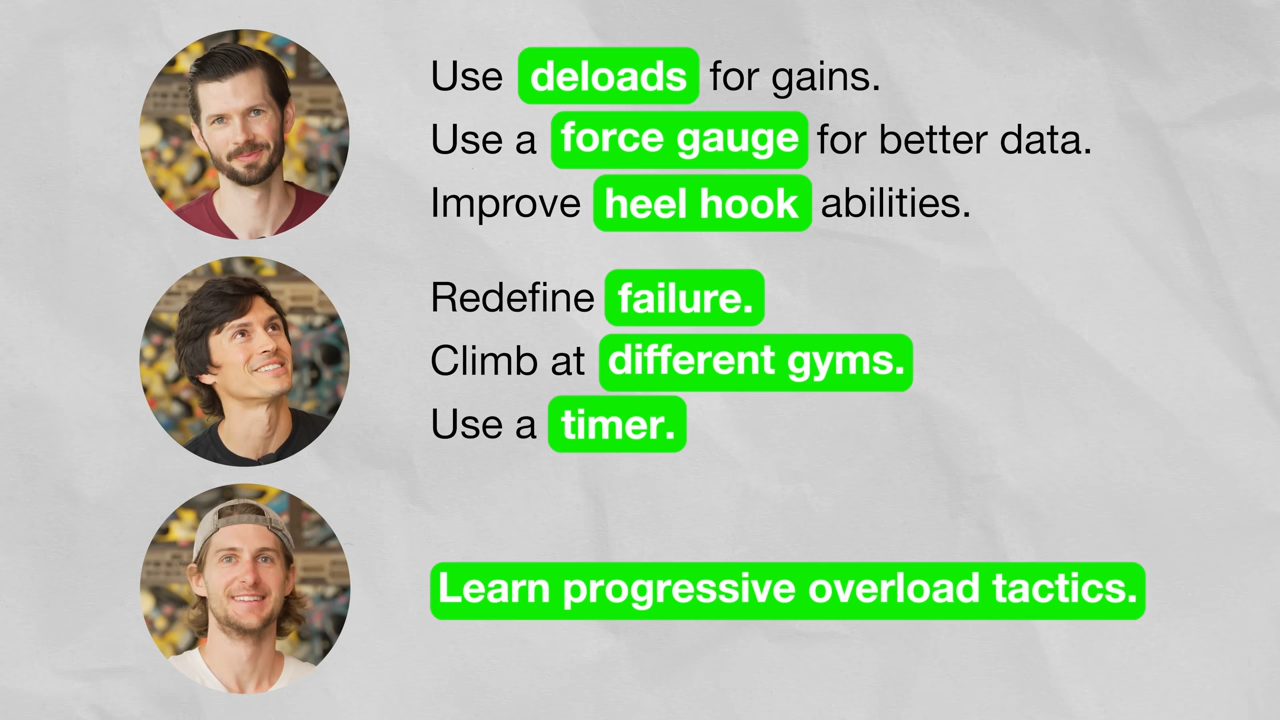 Use deloads for gains.
Use a force gauge for better data.
Improve heel hook abilities.
Redefine failure.
Climb at different gyms.
Use a timer.
Learn progressive overload tactics.